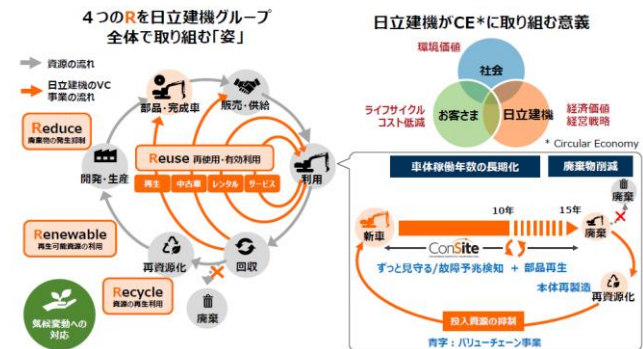 4つのRを日立建機グループ
全体で取り組む「姿」
資源の流れ
日立建機のVC
事業の流れ
部品・完成車
販売・供給
Reduce
廃棄物の発生抑制
Reuse 再使用・有効利用
再生
中古車
レンタル
サービス
利用
開発・生産
Renewable
再生可能資源の利用
再資源化
回収
Recycle
資源の再生利用
廃棄
気候変動への
対応
日立建機がCE*に取り組む意義
環境価値
社会
ライフサイクル
コスト低減
お客さま
日立建機
経済価値
経営戦略
* Circular Economy
車体稼働年数の長期化
廃棄物削減
廃棄
10年
15年
新車
廃棄
ConSite
ずっと見守る/故障予兆検知 + 部品再生
本体再製造
再資源化
投入資源の抑制
青字：バリューチェーン事業